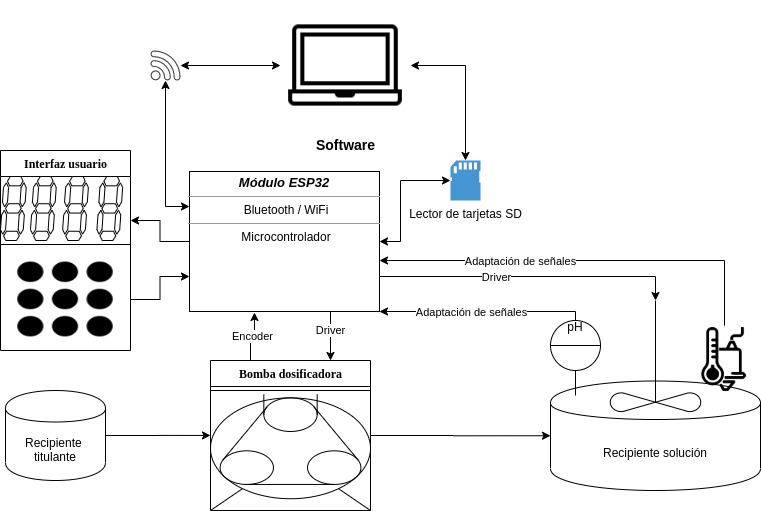 Software
Interfaz usuario
Módulo ESP32
Bluetooth / WiFi
Microcontrolador
Lector de tarjetas SD
Adaptación de señales
Driver
Adaptación de señales
pH
Encoder
Driver
Bomba dosificadora
Recipiente
titulante
Recipiente solución